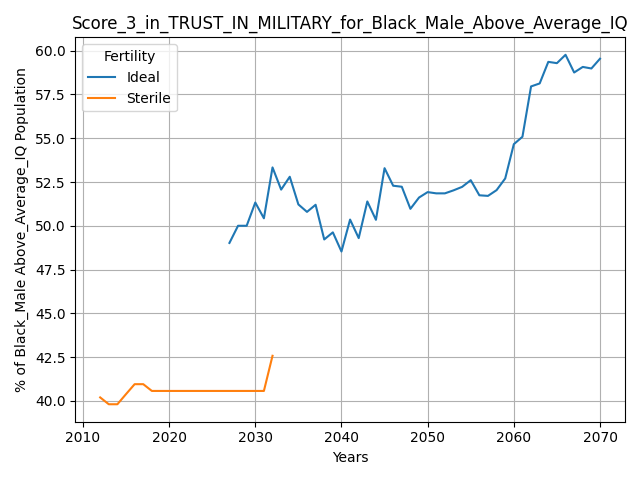 Score_3_in_TRUST_IN_MILITARY_for_Black_Male_Above_Average_IQ
% of Black_Male Above_Average_IQ Population
60.0
57.5
55.0
52.5
50.0
47.5
45.0
42.5
40.0
Fertility
Ideal
Sterile
2010 2020 2030 2040 2050 2060 2070
Years